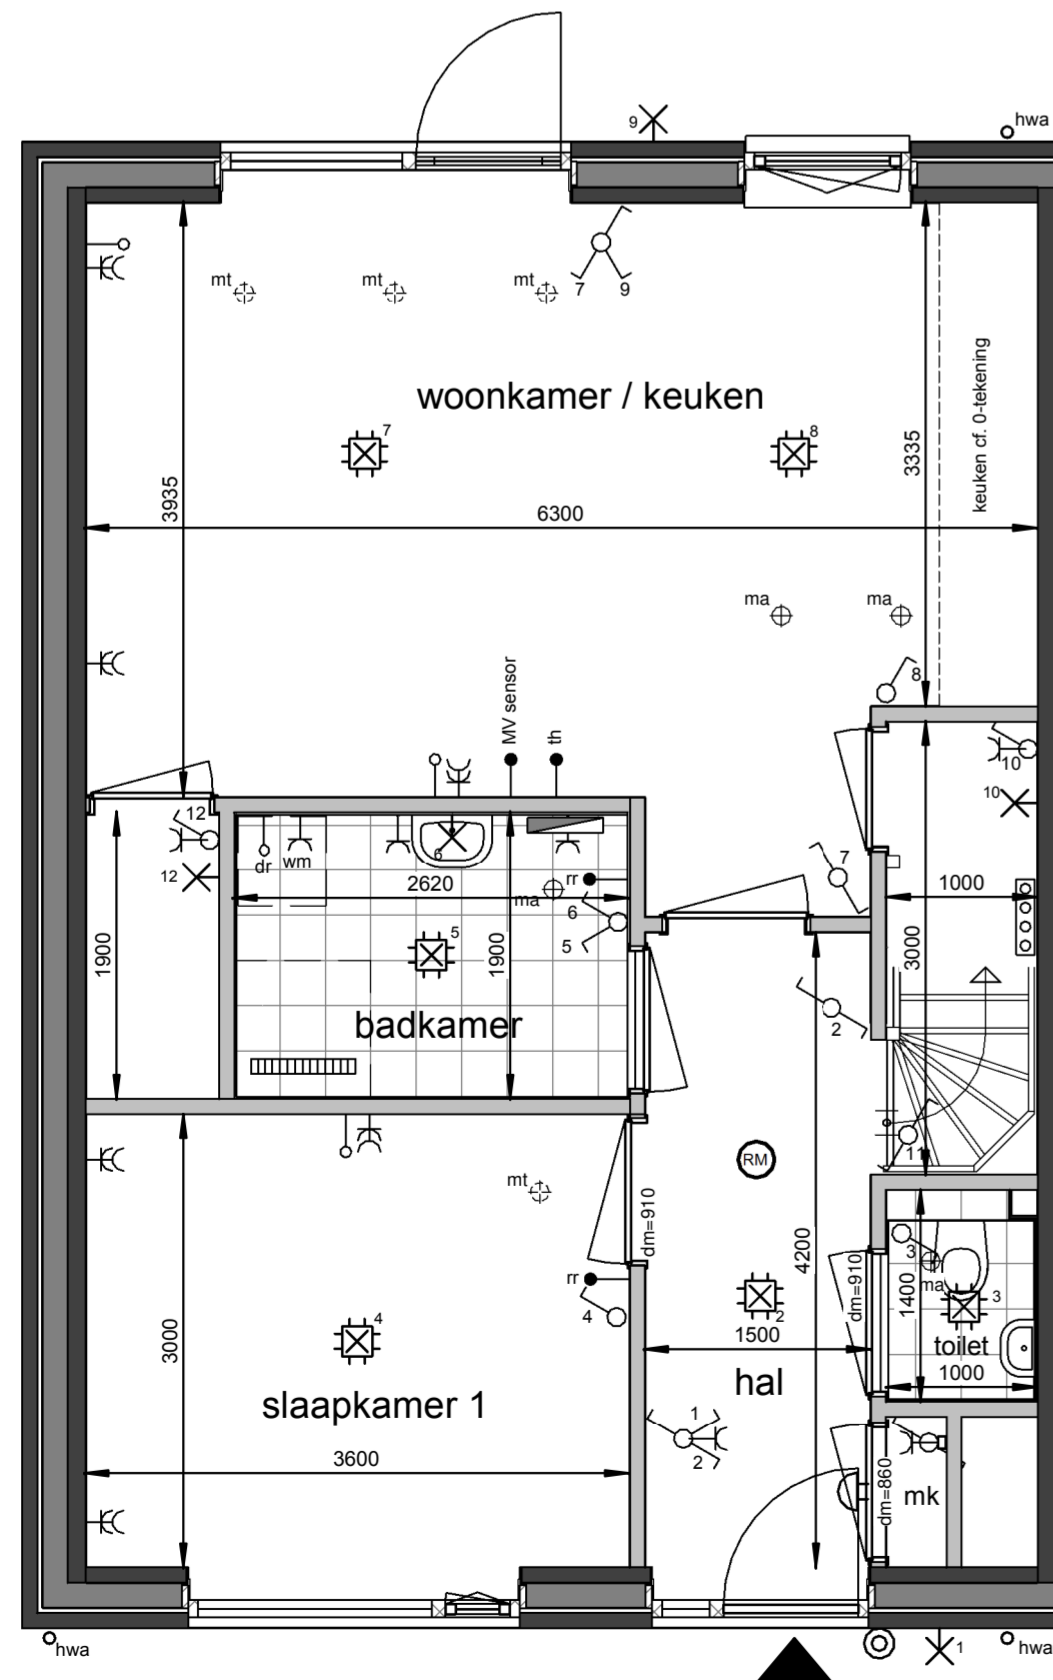 9
hwa
mt
mt
mt
7
9
woonkamer / keuken
keuken cf. 0-tekening
7
8
3935
3335
6300
ma
ma
8
MV sensor
th
10
10
12
12
dr
wm
6
2620
rr
ma
6
5
7
1000
1900
5
1900
3000
badkamer
2
11
RM
mt
dm=910
4200
3
ma
1400
3
dm=910
rr
4
2
1500
toilet
1000
3000
4
slaapkamer 1
hal
1
2
3600
dm=860
mk
hwa
1
hwa